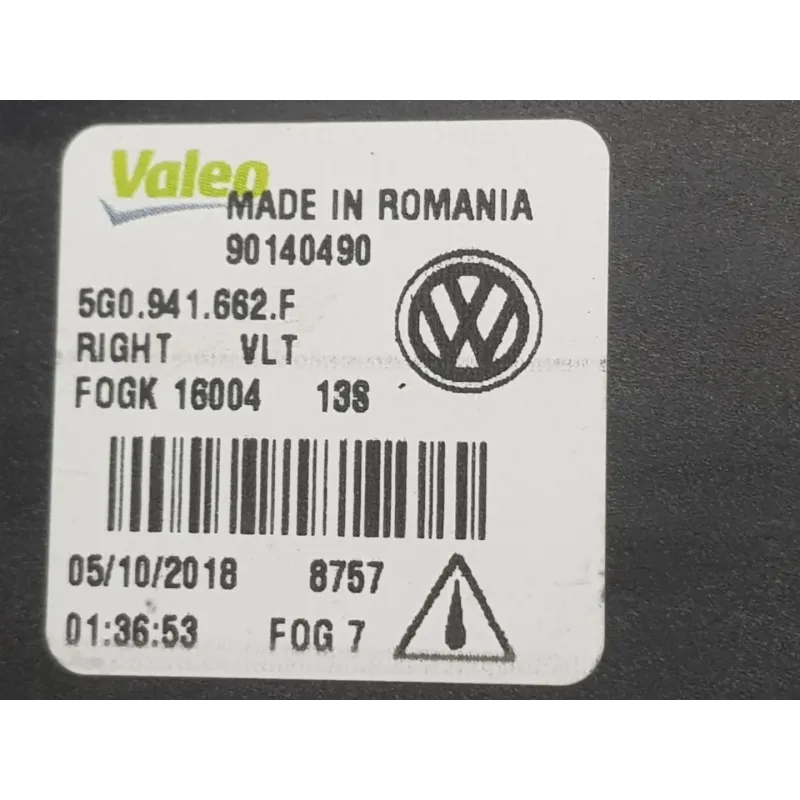 Valeo
MADE IN ROMANIA
90140490
5G0.941.662.F
RIGHT VLT
FOGK 16004 13S
05/10/2018 8757
01:36:53 FOG 7